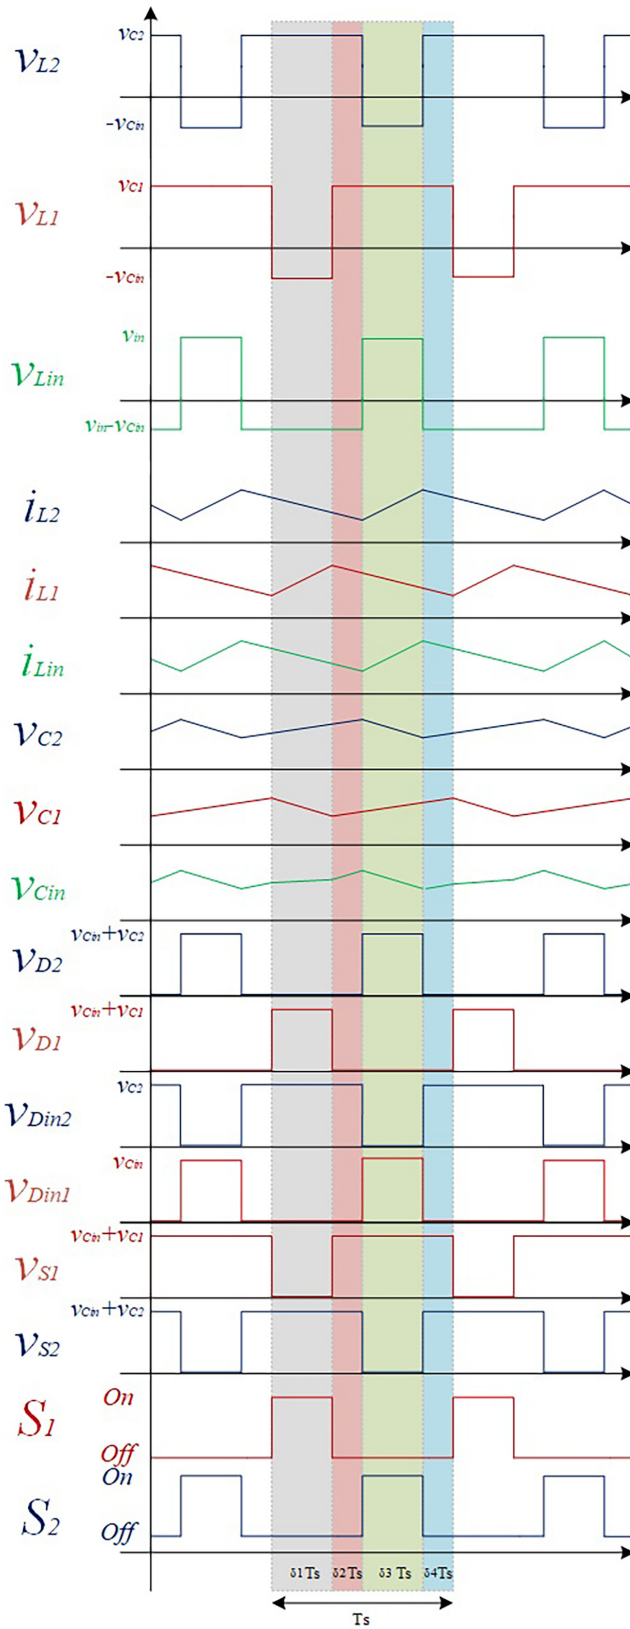 vC2
vL2
-vCin
vC1
vL1
-vCin
vin
vLin
vin-vCin
iL2
iL1
iLin
vC2
vC1
vCin
vCin+vC2
vD2
vCin+vC1
vD1
vC2
vDin2
vCin
vDin1
vCin+vC1
vS1
vCin+vC2
vS2
On
S1
Off
On
S2
Off
δ1Ts δ2Ts δ3 Ts δ4Ts
Ts